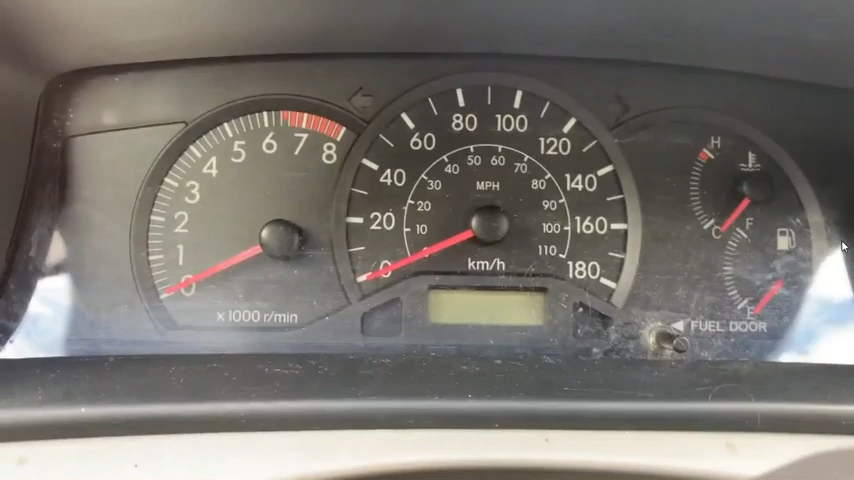 0 1 2 3 4 5 6 7 8
x1000 r/min
0 20 40 60 80 100 120 140 160 180
10 20 30 40 50 60 70 80 90 100 110
MPH
km/h
H
C
F
E
FUEL DOOR